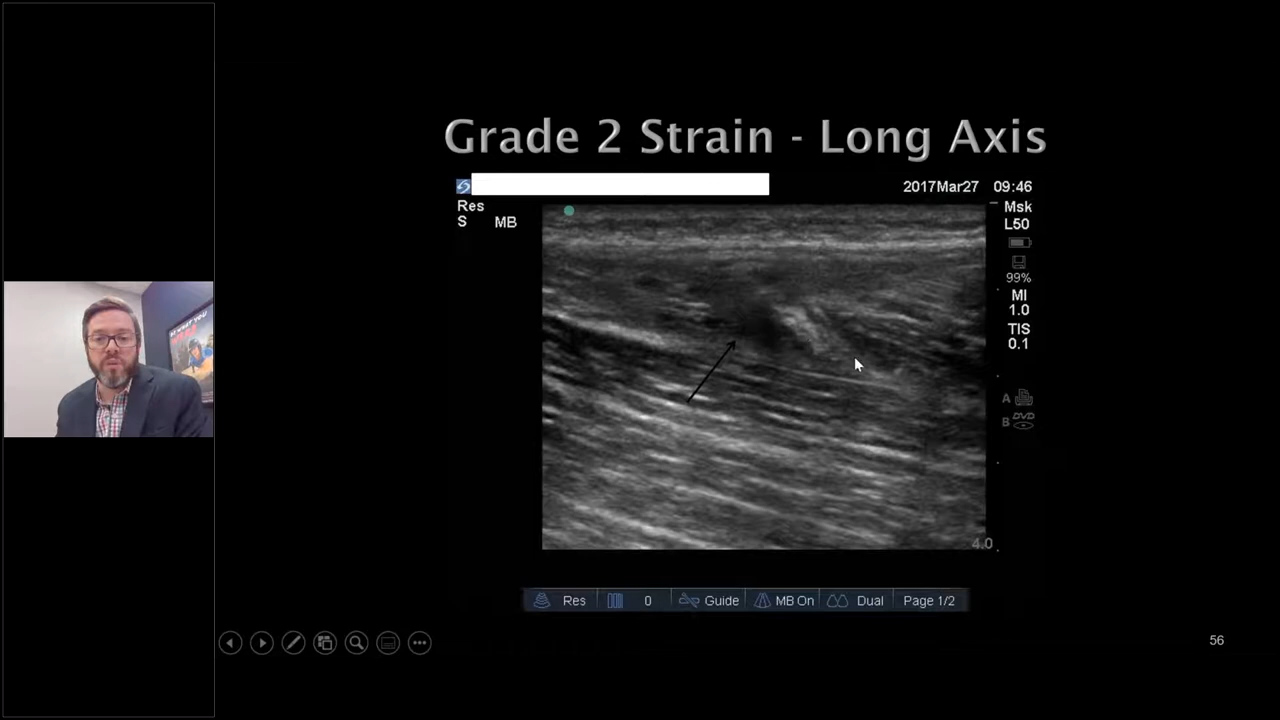 Grade 2 Strain - Long Axis
2017Mar27 09:46
Res
S MB
Msk
L50
99%
MI
1.0
TIS
0.1
A
B DVD
4.0
Res 0 Guide MB On Dual Page 1/2
56